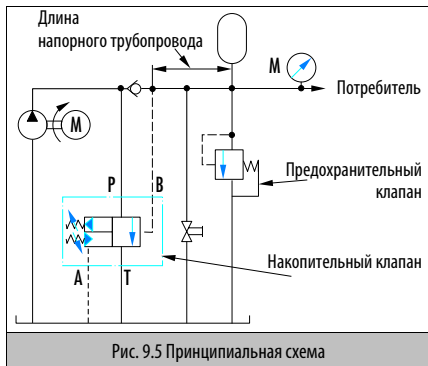 Длина
напорного трубопровода
M
Потребитель
M
Предохранительный
клапан
P B
Накопительный клапан
A T
Рис. 9.5 Принципиальная схема